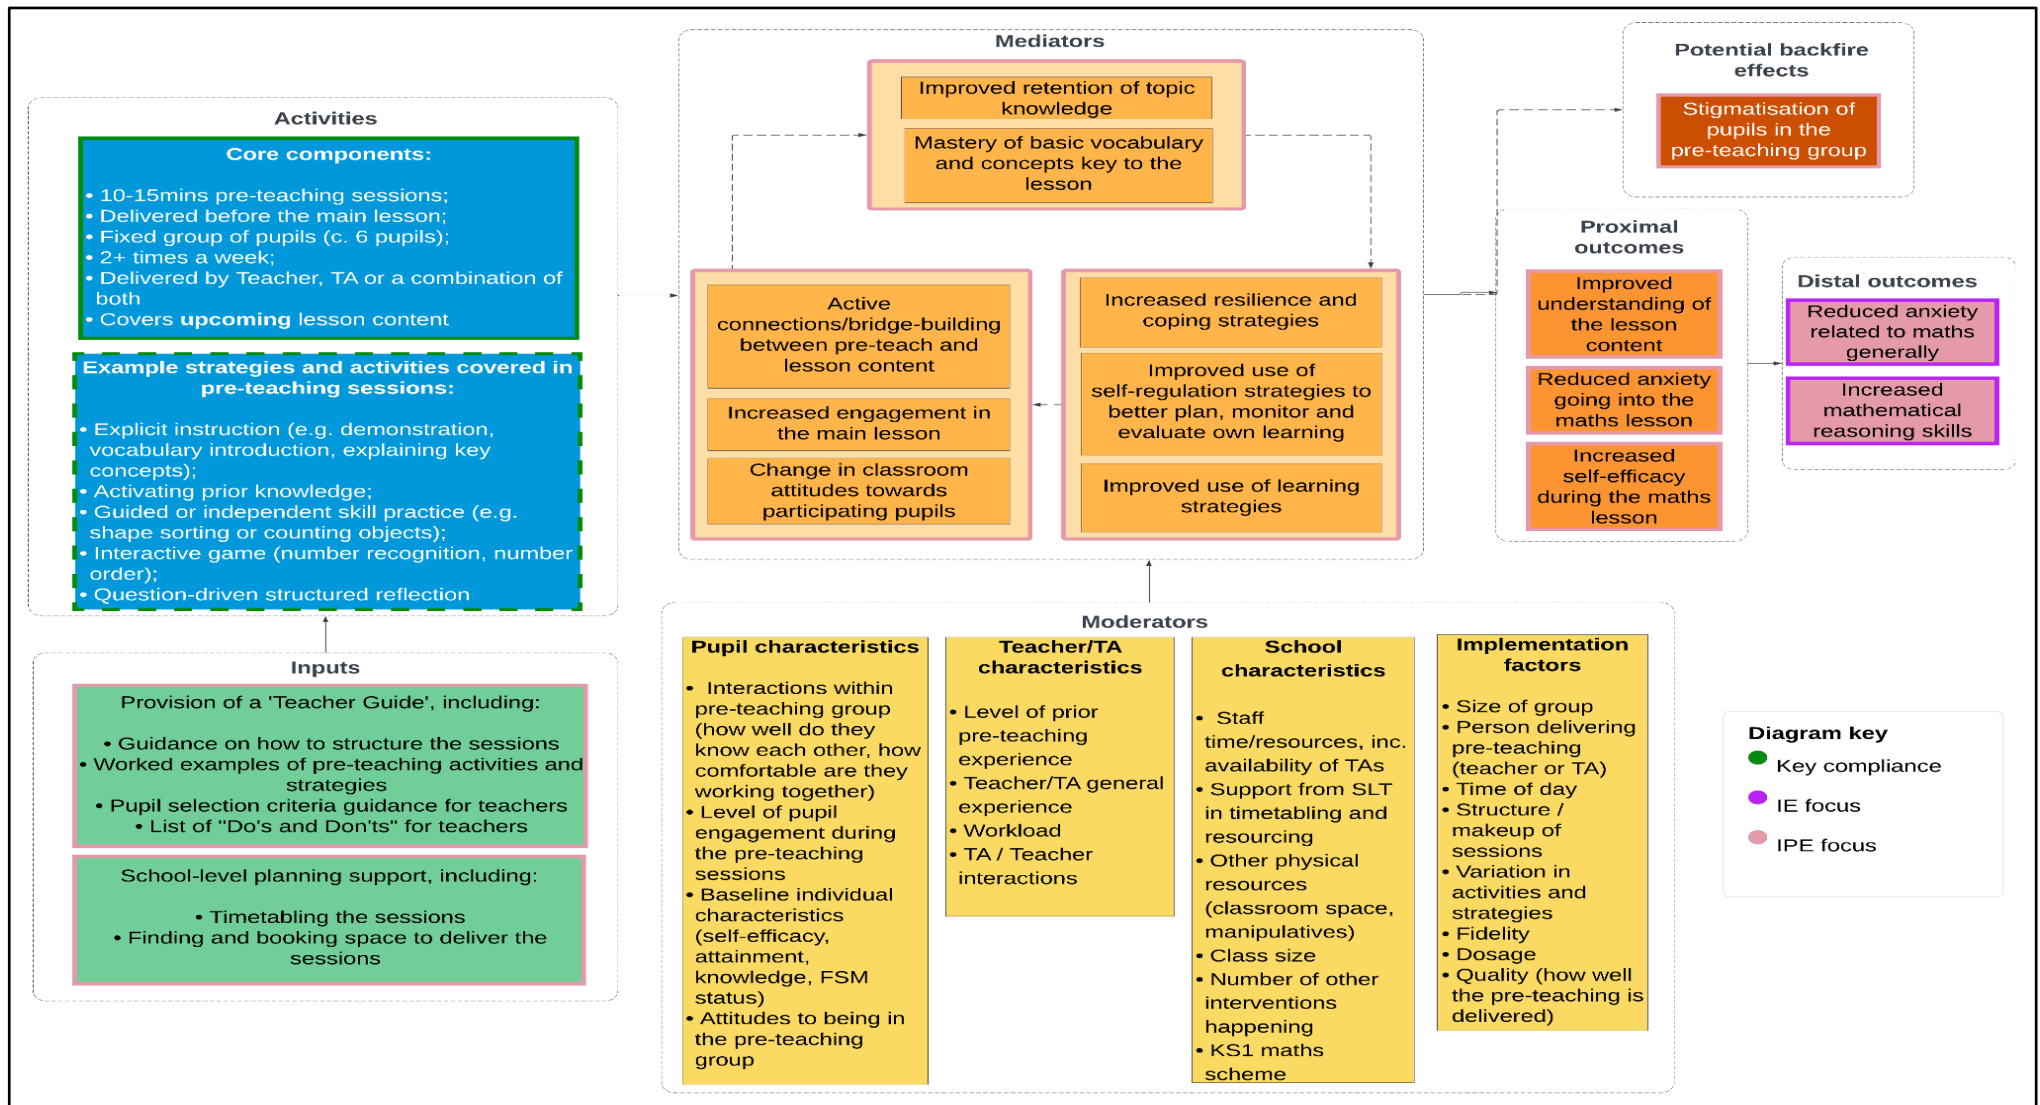 Activities
Core components:
• 10-15mins pre-teaching sessions;
• Delivered before the main lesson;
• Fixed group of pupils (c. 6 pupils);
• 2+ times a week;
• Delivered by Teacher, TA or a combination of
both
• Covers upcoming lesson content
Example strategies and activities covered in
pre-teaching sessions:
• Explicit instruction (e.g. demonstration,
vocabulary introduction, explaining key
concepts);
• Activating prior knowledge;
• Guided or independent skill practice (e.g.
shape sorting or counting objects);
• Interactive game (number recognition, number
order);
• Question-driven structured reflection
Inputs
Provision of a 'Teacher Guide', including:
• Guidance on how to structure the sessions
• Worked examples of pre-teaching activities and
strategies
• Pupil selection criteria guidance for teachers
• List of "Do's and Don'ts" for teachers
School-level planning support, including:
• Timetabling the sessions
• Finding and booking space to deliver the
sessions
Mediators
Improved retention of topic
knowledge
Mastery of basic vocabulary
and concepts key to the
lesson
Active
connections/bridge-building
between pre-teach and
lesson content
Increased engagement in
the main lesson
Change in classroom
attitudes towards
participating pupils
Increased resilience and
coping strategies
Improved use of
self-regulation strategies to
better plan, monitor and
evaluate own learning
Improved use of learning
strategies
Potential backfire
effects
Stigmatisation of
pupils in the
pre-teaching group
Proximal
outcomes
Improved
understanding of
the lesson
content
Reduced anxiety
going into the
maths lesson
Increased
self-efficacy
during the maths
lesson
Distal outcomes
Reduced anxiety
related to maths
generally
Increased
mathematical
reasoning skills
Moderators
Pupil characteristics
• Interactions within
pre-teaching group
(how well do they
know each other, how
comfortable are they
working together)
• Level of pupil
engagement during
the pre-teaching
sessions
• Baseline individual
characteristics
(self-efficacy,
attainment,
knowledge, FSM
status)
• Attitudes to being in
the pre-teaching
group
Teacher/TA
characteristics
• Level of prior
pre-teaching
experience
• Teacher/TA general
experience
• Workload
• TA / Teacher
interactions
School
characteristics
• Staff
time/resources, inc.
availability of TAs
• Support from SLT
in timetabling and
resourcing
• Other physical
resources
(classroom space,
manipulatives)
• Class size
• Number of other
interventions
happening
• KS1 maths
scheme
Implementation
factors
• Size of group
• Person delivering
pre-teaching
(teacher or TA)
• Time of day
• Structure /
makeup of
sessions
• Variation in
activities and
strategies
• Fidelity
• Dosage
• Quality (how well
the pre-teaching is
delivered)
Diagram key
Key compliance
IE focus
IPE focus